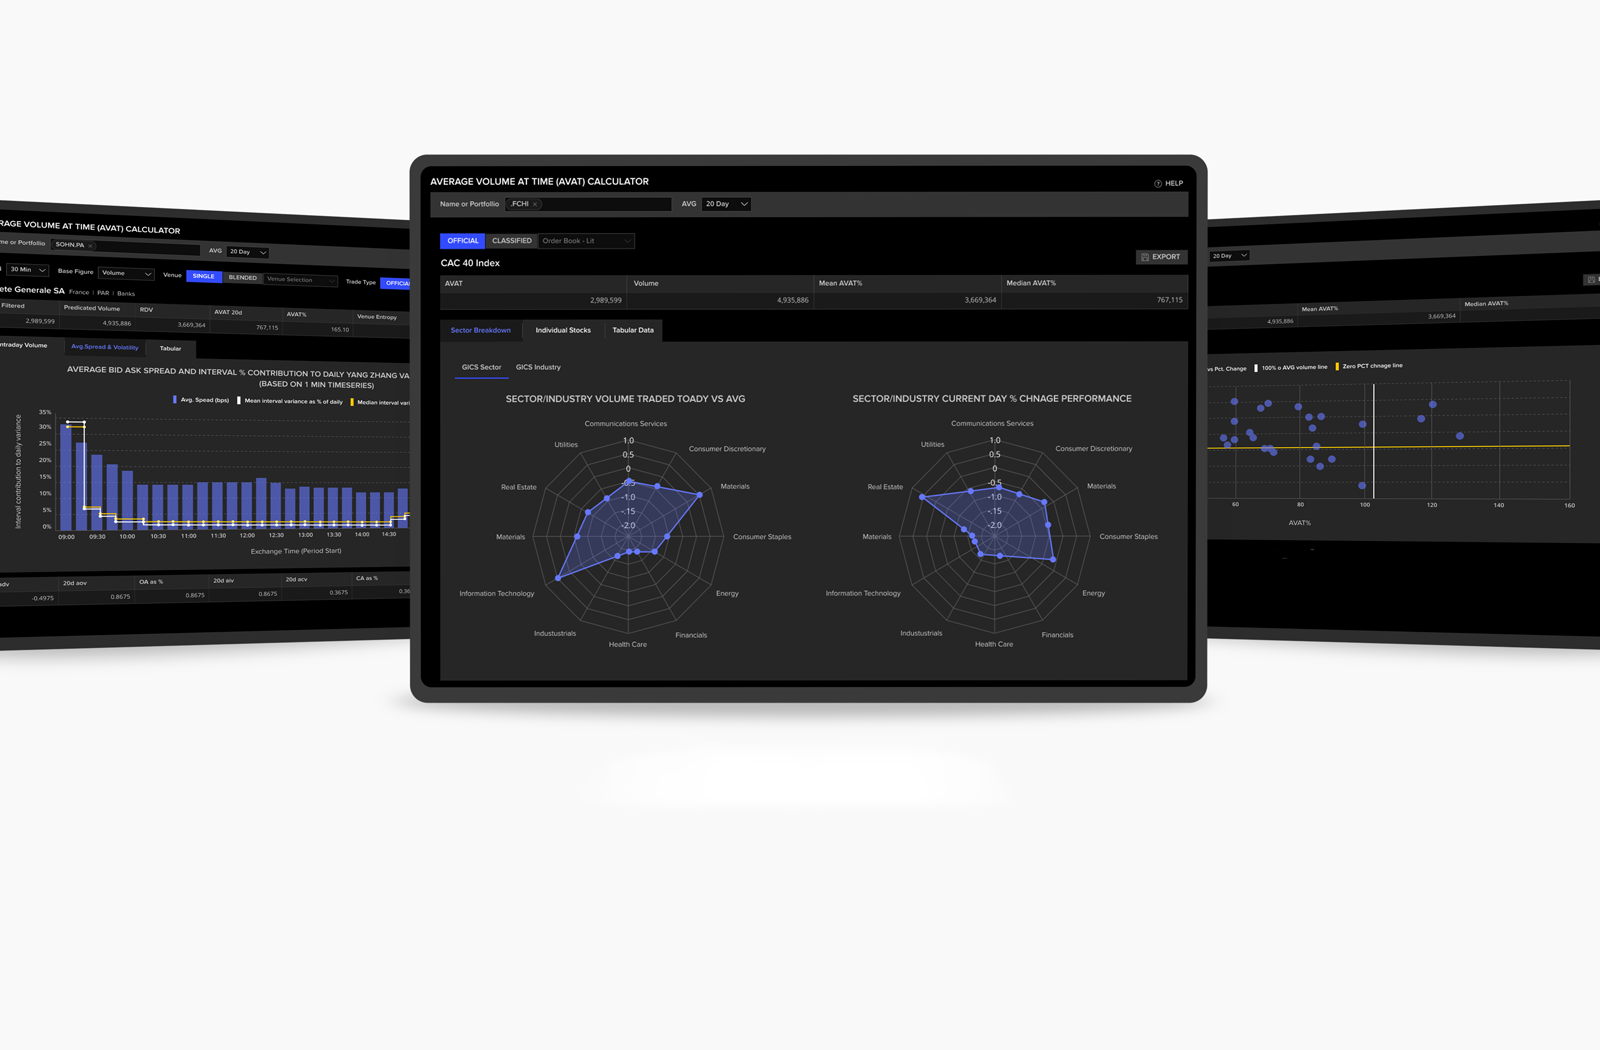 RAGE VOLUME AT TIME (AVAT) CALCULATOR
me or Portfollio SOHN.PA × AVG 20 Day
30 Min Base Figure Volume Venue SINGLE BLENDED Venue Selection Trade Type OFFICIAL
ete Generale SA France | PAR | Banks
Filtered Predicated Volume RDV AVAT 20d AVAT% Venue Entropy
2,989,599 4,935,886 3,669,364 767,115 165,10
ntraday Volume Avg.Spread & Volatility Tabular
AVERAGE BID ASK SPREAD AND INTERVAL % CONTRIBUTION TO DAILY YANG ZHANG VA
(BASED ON 1 MIN TIMESERIES)
Avg. Spead (bps) Mean interval variance as % of daily Median interval vari
Interval contribution to daily variance
35%
30%
25%
20%
15%
10%
5%
0%
09:00 09:30 10:00 10:30 11:00 11:30 12:00 12:30 13:00 13:30 14:00 14:30
Exchange Time (Period Start)
adv 20d aov OA as % 20d aiv 20d acv CA as %
-0.4975 0.8675 0.8675 0.8675 0.3675 0.36
AVERAGE VOLUME AT TIME (AVAT) CALCULATOR
? HELP
Name or Portfollio .FCHI × AVG 20 Day
OFFICIAL CLASSIFIED Order Book - Lit
CAC 40 Index
EXPORT
AVAT Volume Mean AVAT% Median AVAT%
2,989,599 4,935,886 3,669,364 767,115
Sector Breakdown Individual Stocks Tabular Data
GICS Sector GICS Industry
SECTOR/INDUSTRY VOLUME TRADED TOADY VS AVG
Communications Services
Utilities
Consumer Discretionary
Real Estate
Materials
Materials
Consumer Staples
Information Technology
Energy
Industustrials
Financials
Health Care
1,0
0,5
0
-0,5
-1,0
-1.5
-2.0
SECTOR/INDUSTRY CURRENT DAY % CHNAGE PERFORMANCE
Communications Services
Utilities
Consumer Discretionary
Real Estate
Materials
Materials
Consumer Staples
Information Technology
Energy
Industustrials
Financials
Health Care
1,0
0,5
0
-0,5
-1,0
-1.5
-2.0
20 Day
Mean AVAT% Median AVAT%
4,935,886 3,669,364
vs Pct. Change 100% o AVG volume line Zero PCT chnage line
60 80 100 120 140 160
AVAT%